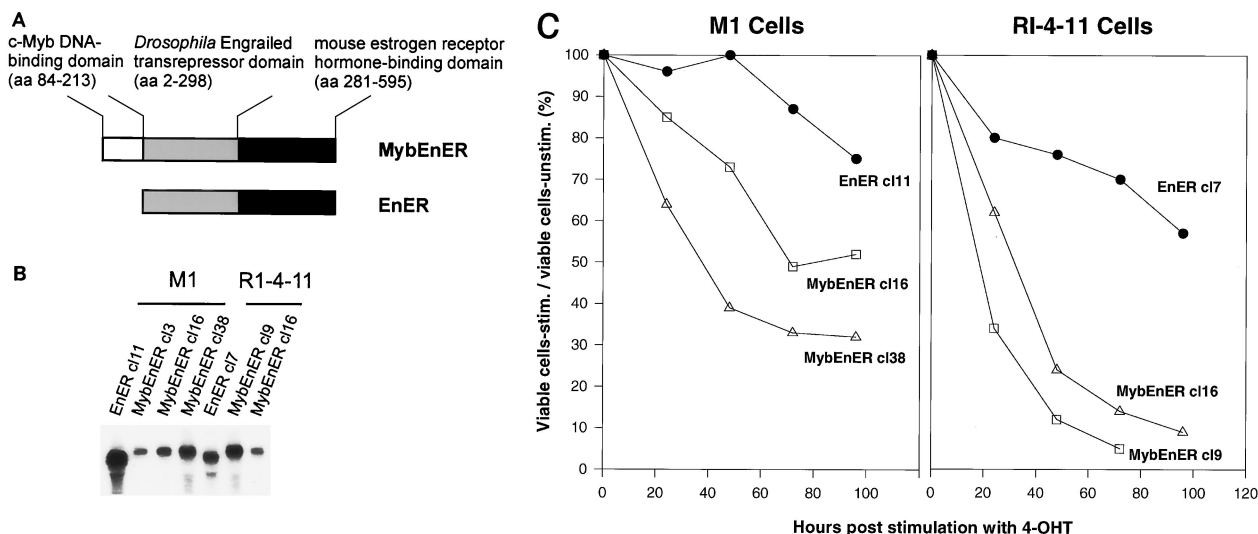 A
c-Myb DNA-
binding domain
(aa 84-213)
Drosophila Engrailed
transrepressor domain
(aa 2-298)
mouse estrogen receptor
hormone-binding domain
(aa 281-595)
MybEnER
EnER
B
M1
R1-4-11
EnER cl11
MybEnER cl3
MybEnER cl16
MybEnER cl38
EnER cl7
MybEnER cl9
MybEnER cl16
C
M1 Cells
RI-4-11 Cells
Viable cells-stim. / viable cells-unstim. (%)
100
90
80
70
60
50
40
30
20
10
0
EnER cl11
MybEnER cl16
MybEnER cl38
EnER cl7
MybEnER cl16
MybEnER cl9
0 20 40 60 80 100
0 20 40 60 80 100 120
Hours post stimulation with 4-OHT